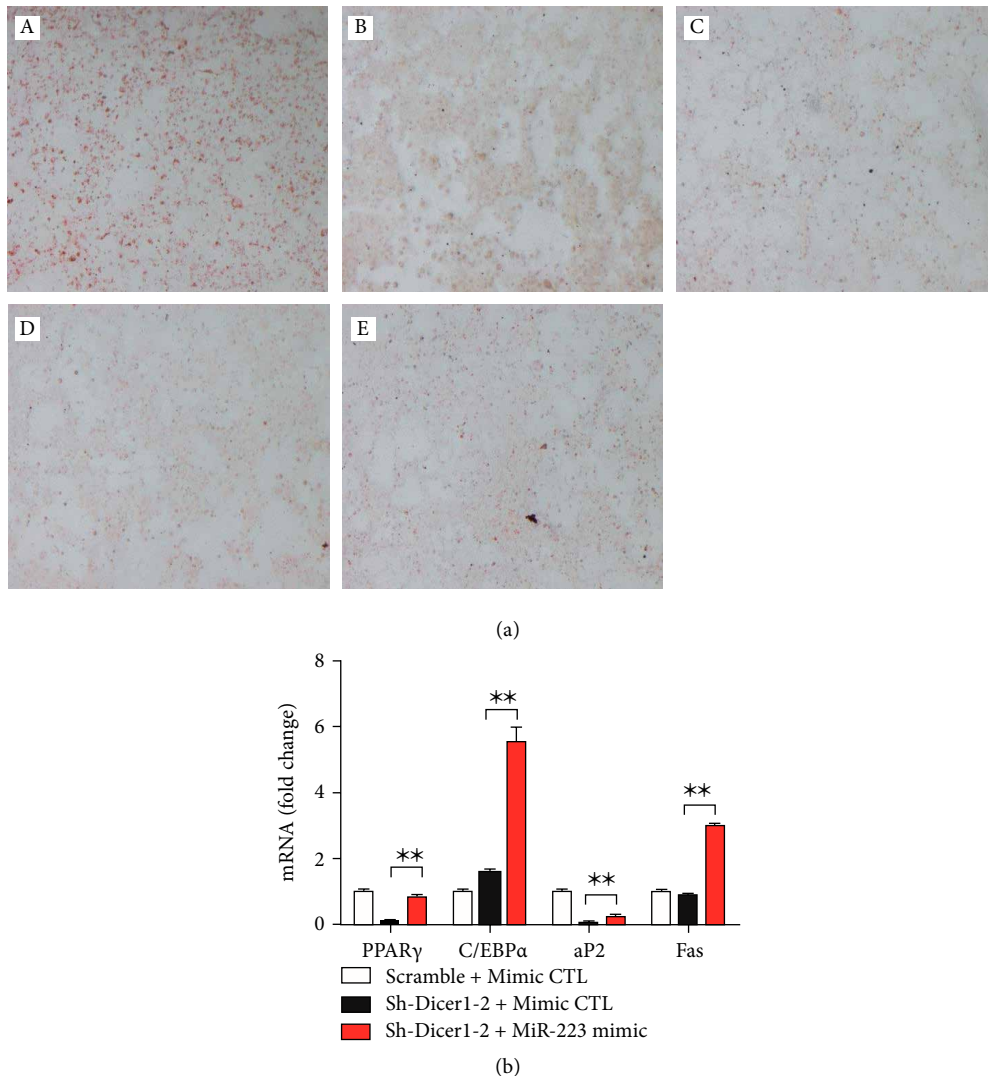 A
B
C
D
E
(a)
mRNA (fold change)
8
6
4
2
0
**
**
**
**
PPARγ C/EBPα aP2 Fas
Scramble + Mimic CTL
Sh-Dicer1-2 + Mimic CTL
Sh-Dicer1-2 + MiR-223 mimic
(b)